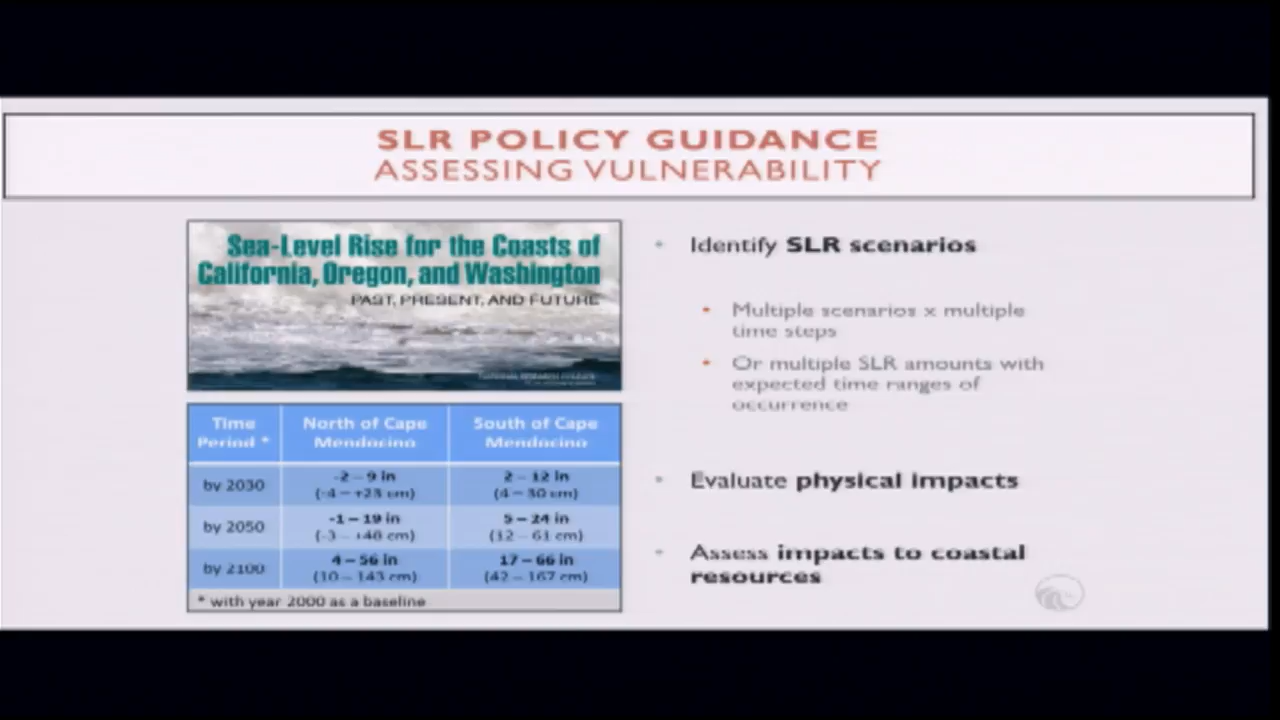 SLR POLICY GUIDANCE
ASSESSING VULNERABILITY
Sea-Level Rise for the Coasts of
California, Oregon, and Washington
PAST, PRESENT, AND FUTURE
Time Period * North of Cape Mendocino South of Cape Mendocino
by 2030 -2 – 9 in (-4 – +23 cm) 2 – 12 in (4 – 30 cm)
by 2050 -1 – 19 in (-3 – +48 cm) 5 – 24 in (12 – 61 cm)
by 2100 4 – 56 in (10 – 143 cm) 17 – 66 in (42 – 167 cm)
* with year 2000 as a baseline
• Identify SLR scenarios
• Multiple scenarios x multiple
time steps
• Or multiple SLR amounts with
expected time ranges of
occurrence
• Evaluate physical impacts
• Assess impacts to coastal
resources